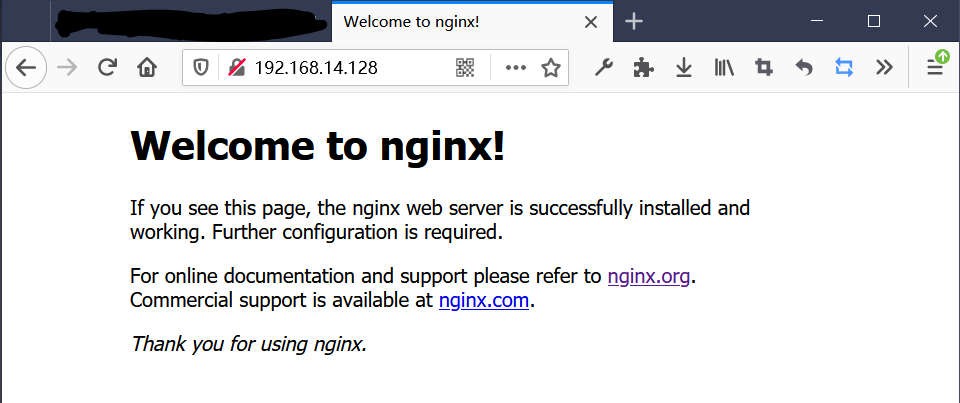 Welcome to nginx!
192.168.14.128
Welcome to nginx!
If you see this page, the nginx web server is successfully installed and
working. Further configuration is required.
For online documentation and support please refer to nginx.org.
Commercial support is available at nginx.com.
Thank you for using nginx.